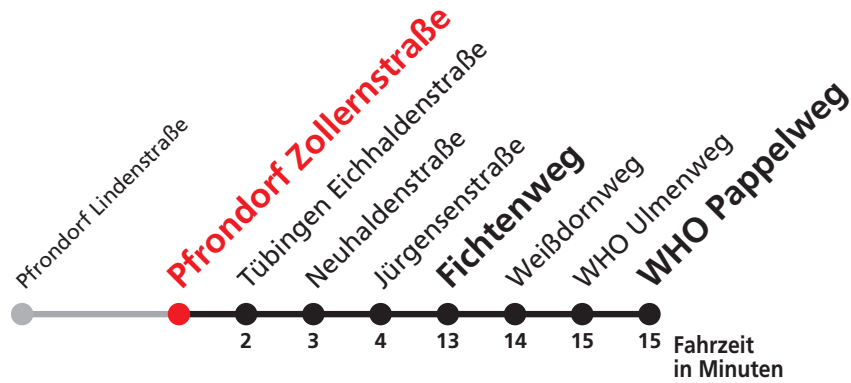 Pfrondorf Lindenstraße
Pfrondorf Zollernstraße
Tübingen Eichhaldenstraße
Neuhaldenstraße
Jürgensenstraße
Fichtenweg
Weißdornweg
WHO Ulmenweg
WHO Pappelweg
2 3 4 13 14 15 15
Fahrzeit
in Minuten